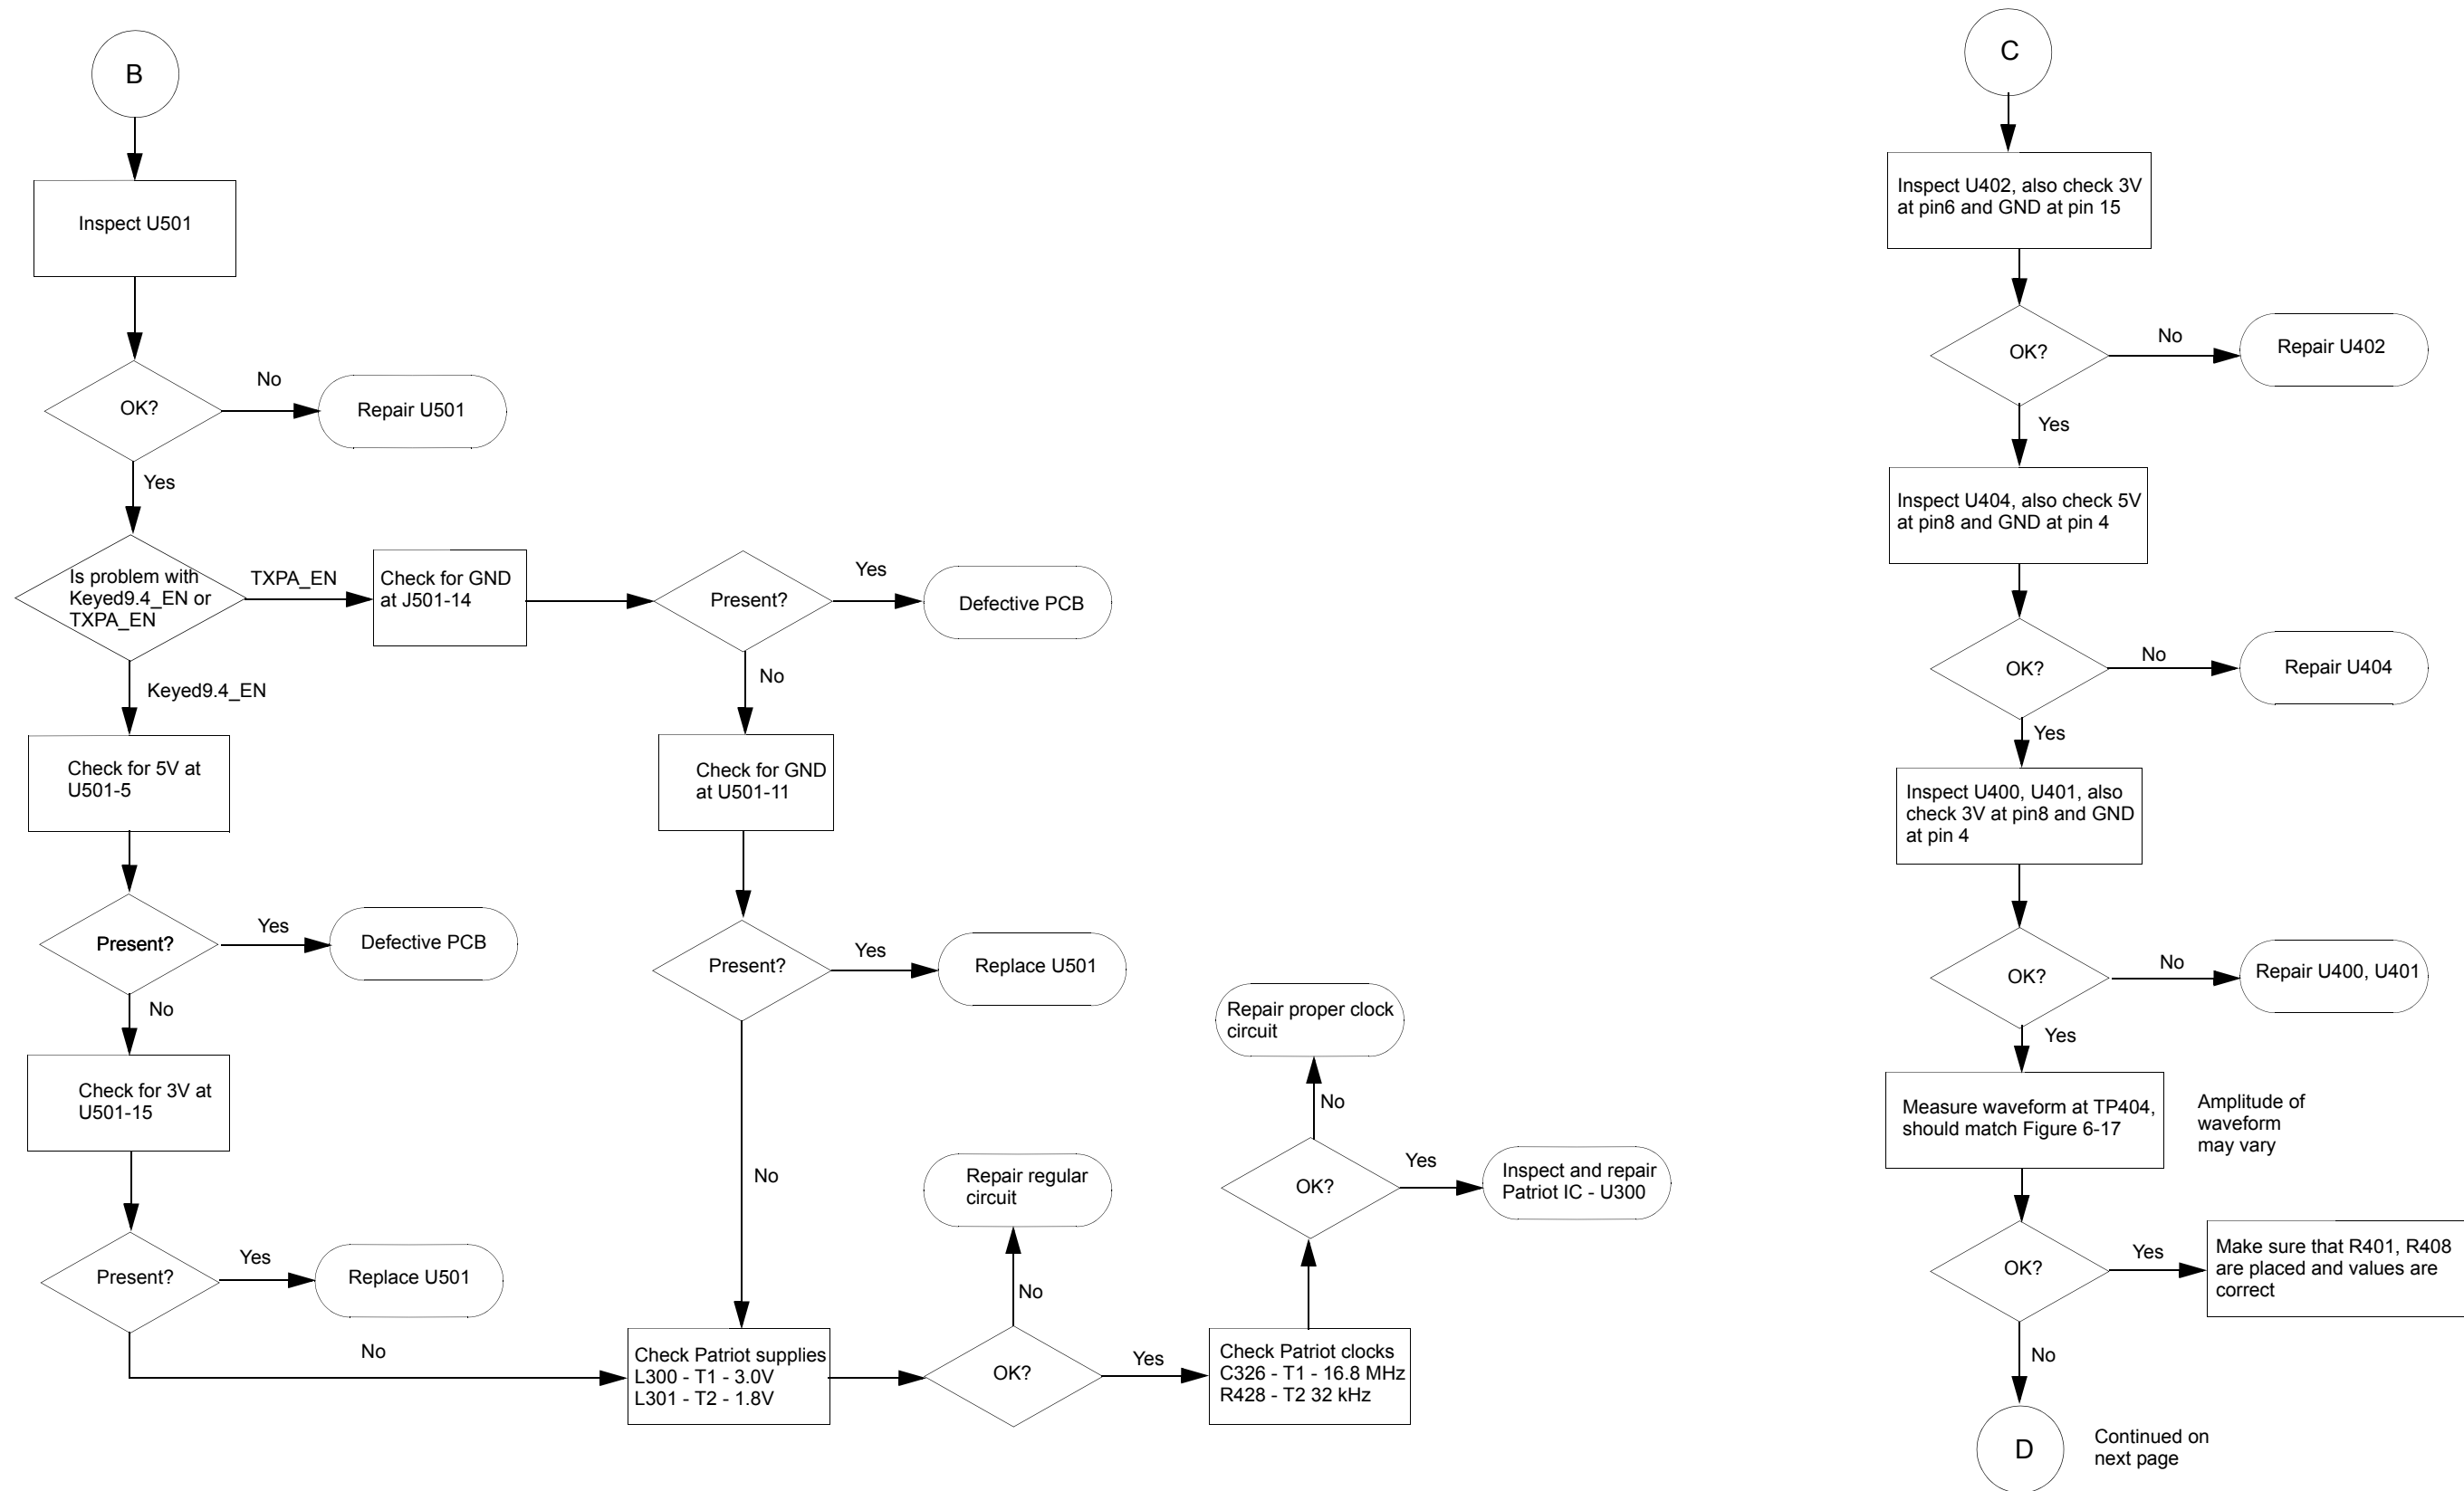 B
Inspect U501
OK?
No
Repair U501
Yes
Is problem with
Keyed9.4_EN or
TXPA_EN
TXPA_EN
Check for GND
at J501-14
Present?
Yes
Defective PCB
No
Keyed9.4_EN
Check for 5V at
U501-5
Present?
Yes
Defective PCB
No
Check for 3V at
U501-15
Present?
Yes
Replace U501
No
Check for GND
at U501-11
Present?
Yes
Replace U501
No
Check Patriot supplies
L300 - T1 - 3.0V
L301 - T2 - 1.8V
OK?
No
Repair regular
circuit
Yes
Check Patriot clocks
C326 - T1 - 16.8 MHz
R428 - T2 32 kHz
OK?
No
Repair proper clock
circuit
Yes
Inspect and repair
Patriot IC - U300
C
Inspect U402, also check 3V
at pin6 and GND at pin 15
OK?
No
Repair U402
Yes
Inspect U404, also check 5V
at pin8 and GND at pin 4
OK?
No
Repair U404
Yes
Inspect U400, U401, also
check 3V at pin8 and GND
at pin 4
OK?
No
Repair U400, U401
Yes
Measure waveform at TP404,
should match Figure 6-17
Amplitude of
waveform
may vary
OK?
Yes
Make sure that R401, R408
are placed and values are
correct
No
D
Continued on
next page